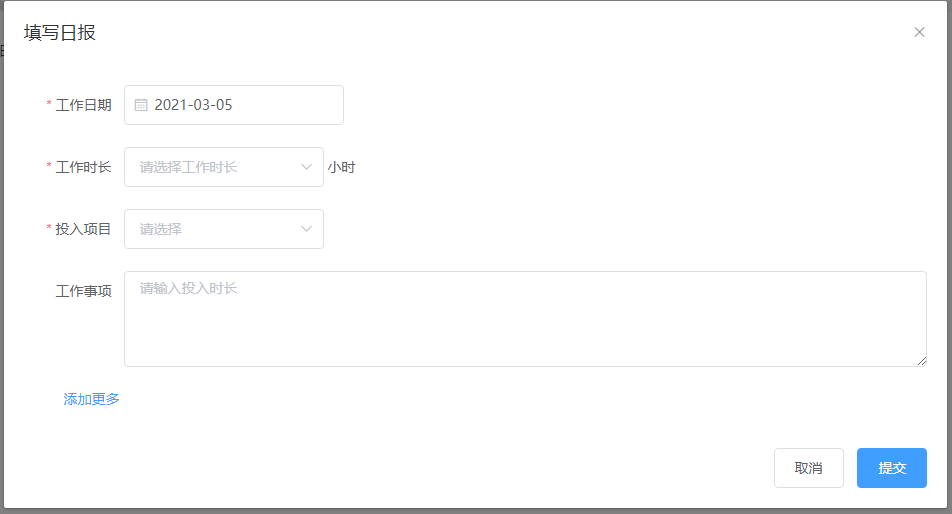 填写日报
* 工作日期 2021-03-05
* 工作时长 请选择工作时长 小时
* 投入项目 请选择
工作事项 请输入投入时长
添加更多
取消 提交